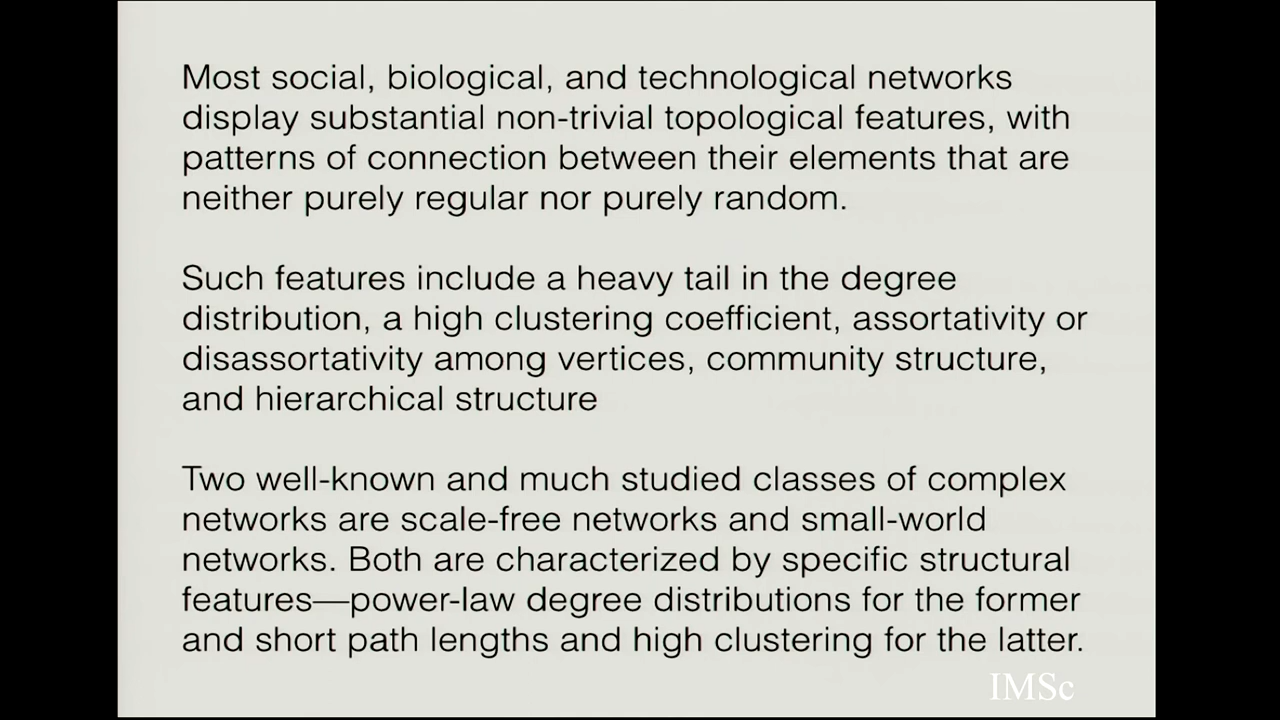 Most social, biological, and technological networks
display substantial non-trivial topological features, with
patterns of connection between their elements that are
neither purely regular nor purely random.
Such features include a heavy tail in the degree
distribution, a high clustering coefficient, assortativity or
disassortativity among vertices, community structure,
and hierarchical structure
Two well-known and much studied classes of complex
networks are scale-free networks and small-world
networks. Both are characterized by specific structural
features—power-law degree distributions for the former
and short path lengths and high clustering for the latter.
IMSc